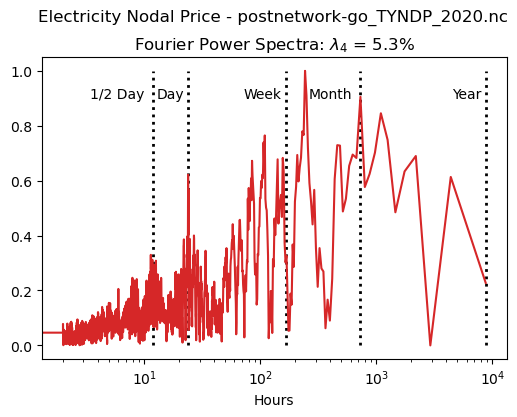 Electricity Nodal Price - postnetwork-go_TYNDP_2020.nc
Fourier Power Spectra: λ₄ = 5.3%
1.0
0.8
0.6
0.4
0.2
0.0
1/2 Day
Day
Week
Month
Year
10¹
10²
10³
10⁴
Hours